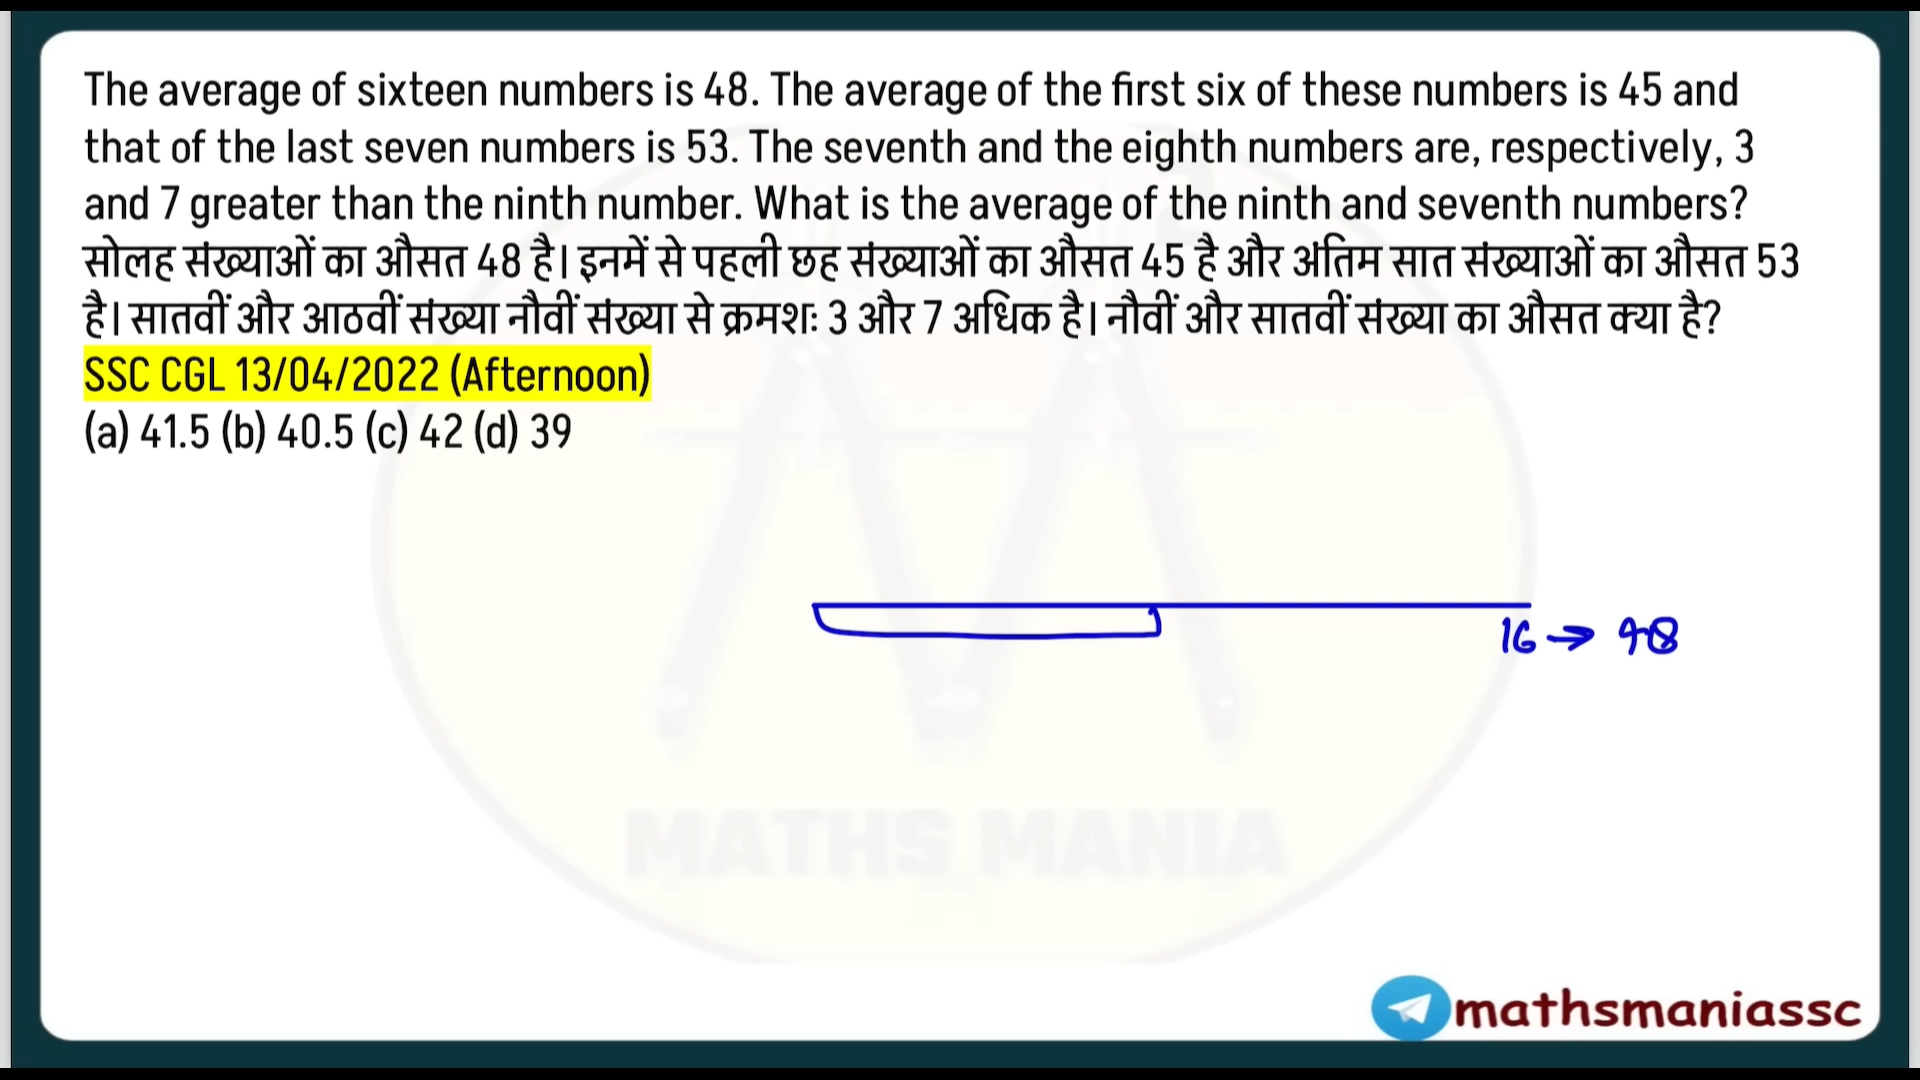 The average of sixteen numbers is 48. The average of the first six of these numbers is 45 and
that of the last seven numbers is 53. The seventh and the eighth numbers are, respectively, 3
and 7 greater than the ninth number. What is the average of the ninth and seventh numbers?
सोलह संख्याओं का औसत 48 है। इनमें से पहली छह संख्याओं का औसत 45 है और अंतिम सात संख्याओं का औसत 53
है। सातवीं और आठवीं संख्या नौवीं संख्या से क्रमशः 3 और 7 अधिक है। नौवीं और सातवीं संख्या का औसत क्या है?
SSC CGL 13/04/2022 (Afternoon)
(a) 41.5 (b) 40.5 (c) 42 (d) 39
16 → 48
MATHS MANIA
mathsmaniassc